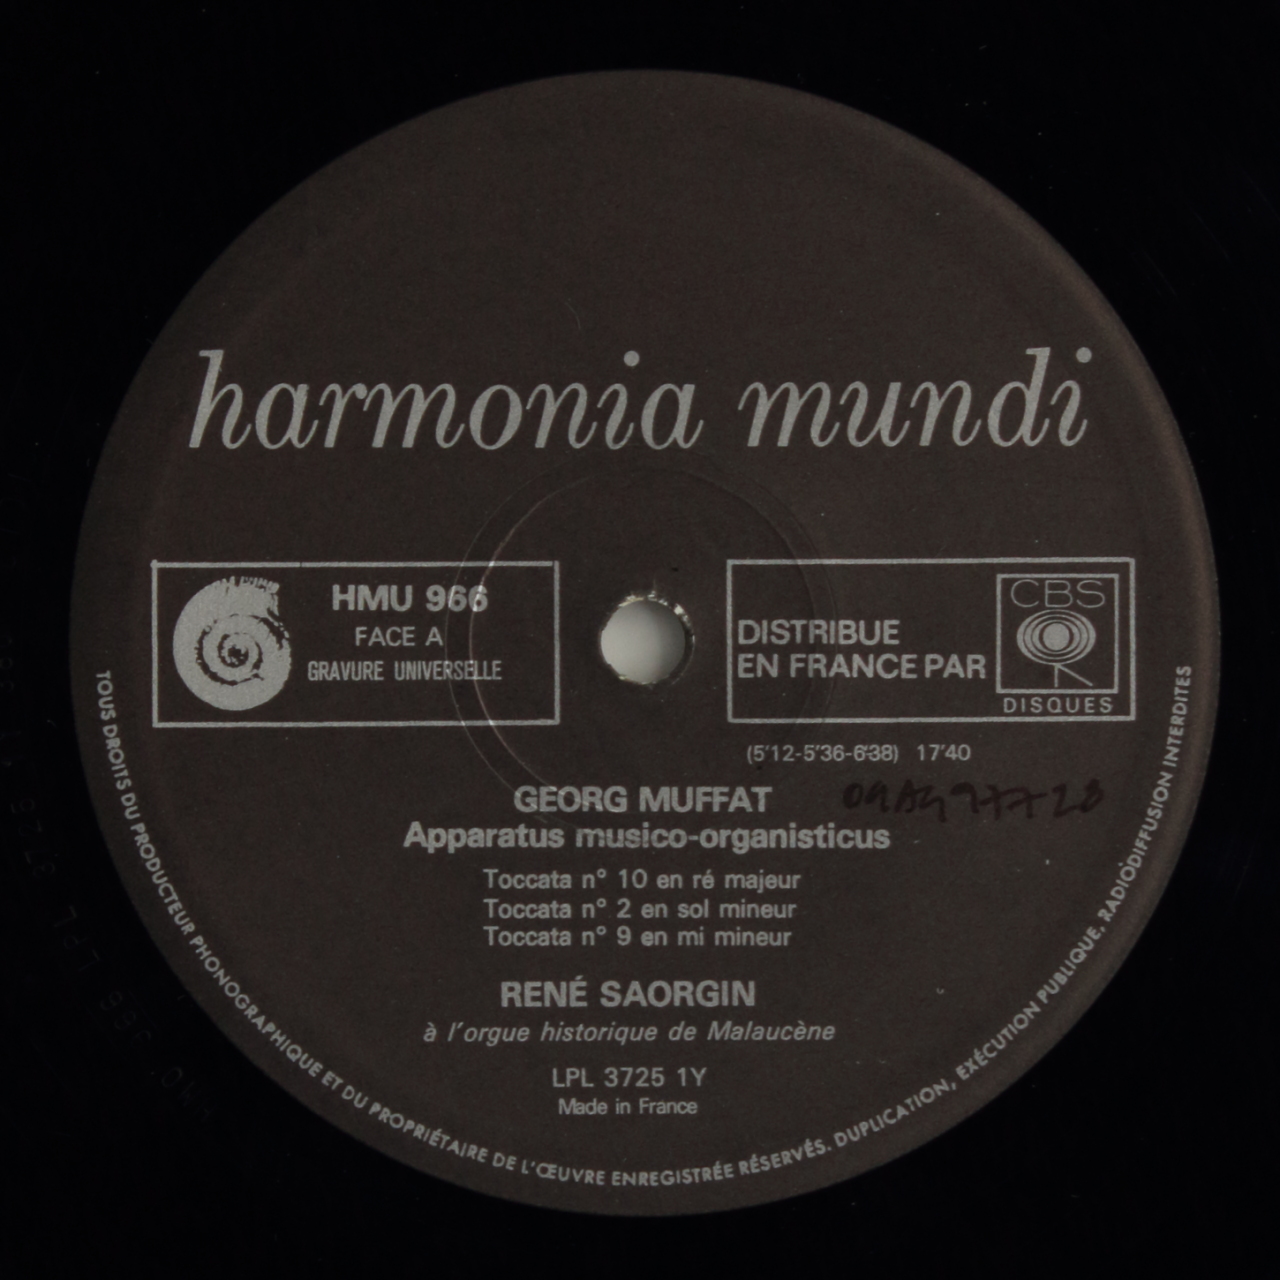 harmonia mundi
HMU 966
FACE A
GRAVURE UNIVERSELLE
DISTRIBUE
EN FRANCE PAR
CBS
DISQUES
(5'12-5'36-6'38) 17'40
GEORG MUFFAT
Apparatus musico-organisticus
Toccata n° 10 en ré majeur
Toccata n° 2 en sol mineur
Toccata n° 9 en mi mineur
RENÉ SAORGIN
à l'orgue historique de Malaucène
LPL 3725 1Y
Made in France
TOUS DROITS DU PRODUCTEUR PHONOGRAPHIQUE ET DU PROPRIÉTAIRE DE L'ŒUVRE ENREGISTRÉE RÉSERVÉS. DUPLICATION, EXÉCUTION PUBLIQUE, RADIODIFFUSION INTERDITES